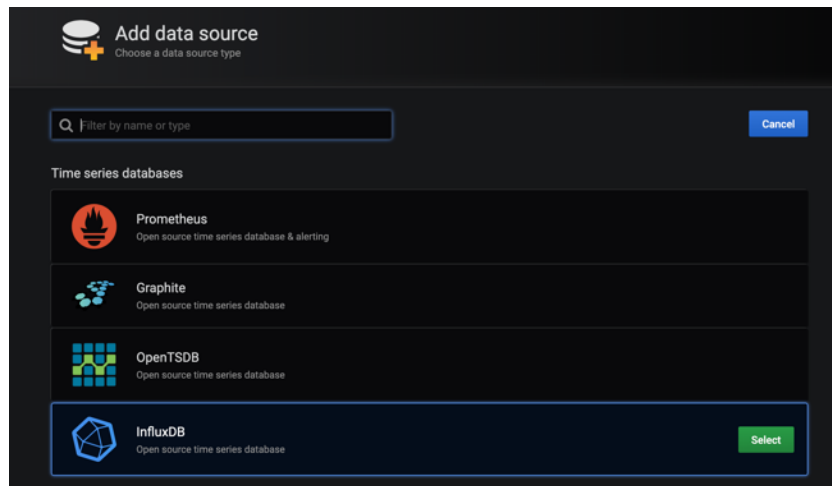 Add data source
Choose a data source type
Filter by name or type
Cancel
Time series databases
Prometheus
Open source time series database & alerting
Graphite
Open source time series database
OpenTSDB
Open source time series database
InfluxDB
Open source time series database
Select